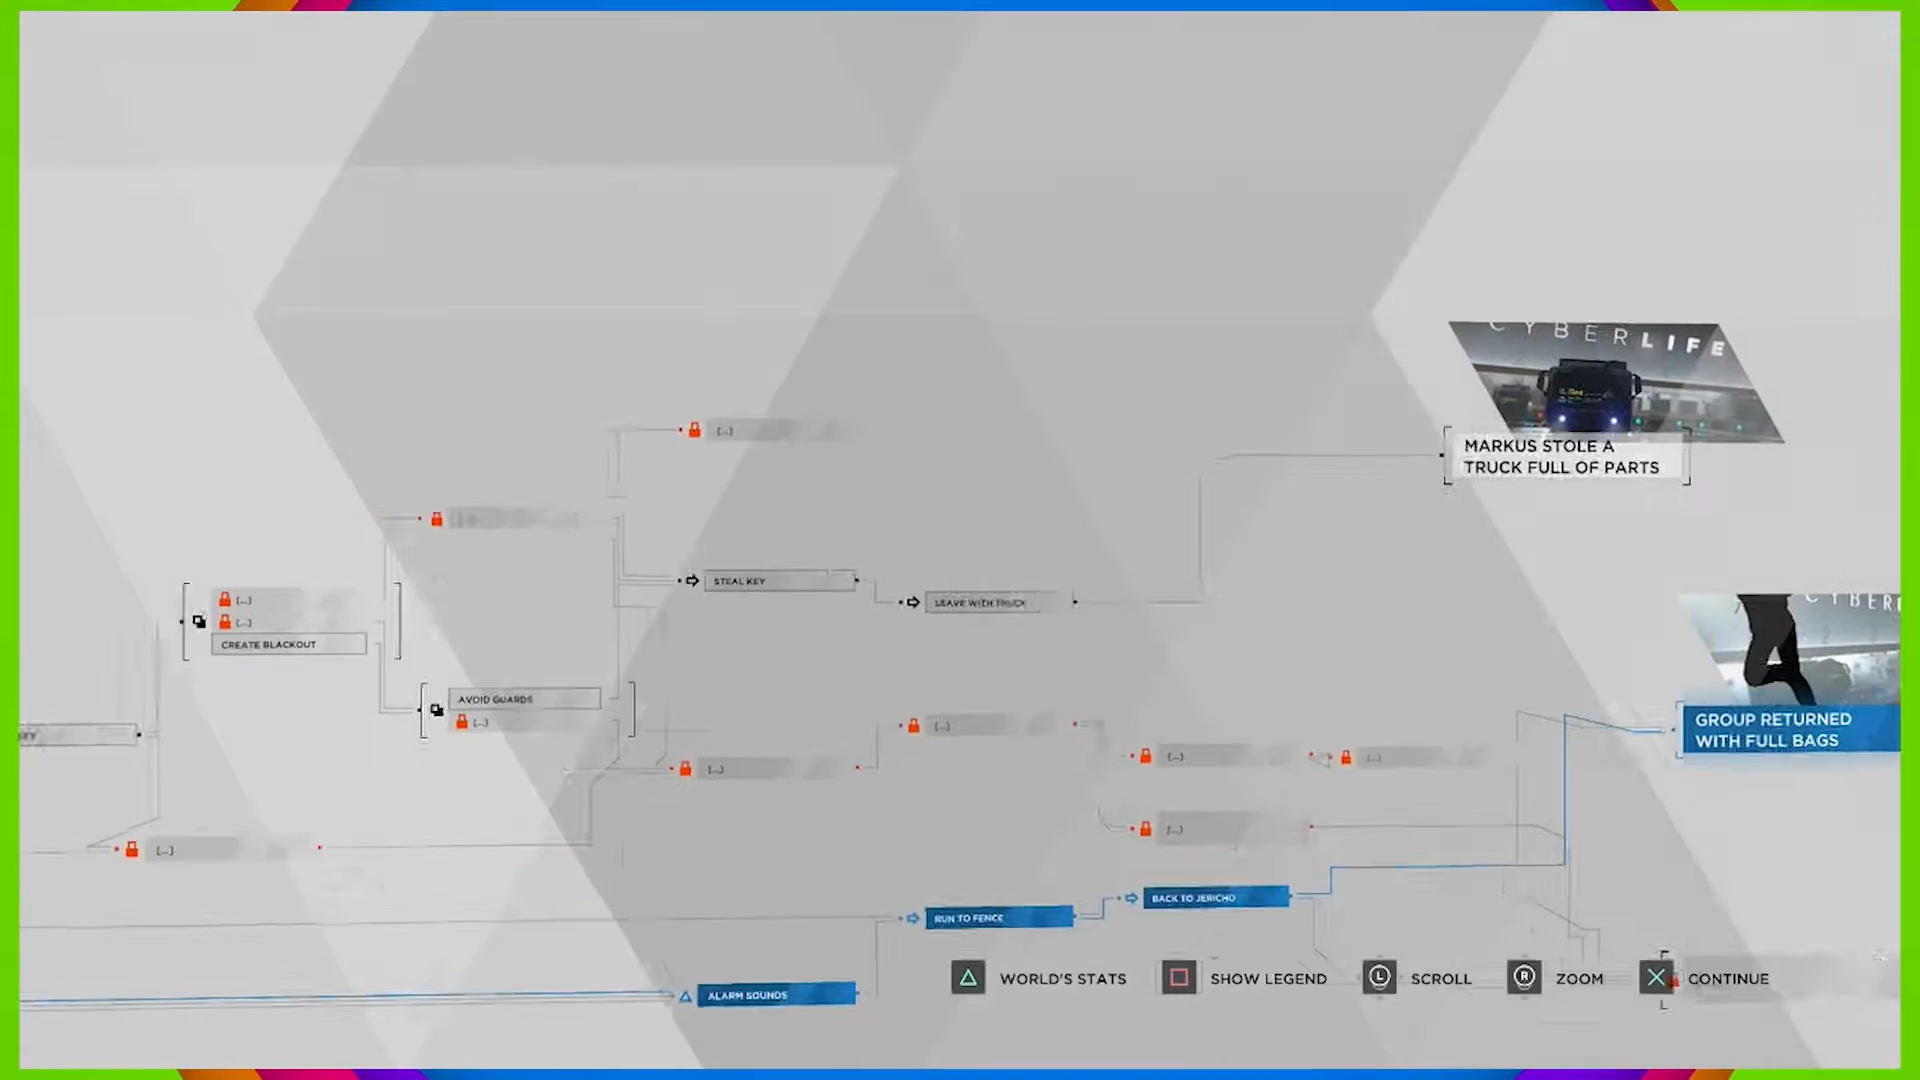 CYBERLIFE
[...]
MARKUS STOLE A
TRUCK FULL OF PARTS
STEAL KEY
[...]
LEAVE WITH TRUCK
[...]
CREATE BLACKOUT
AVOID GUARDS
[...]
GROUP RETURNED
WITH FULL BAGS
[...]
[...]
[...]
[...]
[...]
[...]
BACK TO JERICHO
RUN TO FENCE
ALARM SOUNDS
WORLD'S STATS
SHOW LEGEND
L
SCROLL
R
ZOOM
CONTINUE